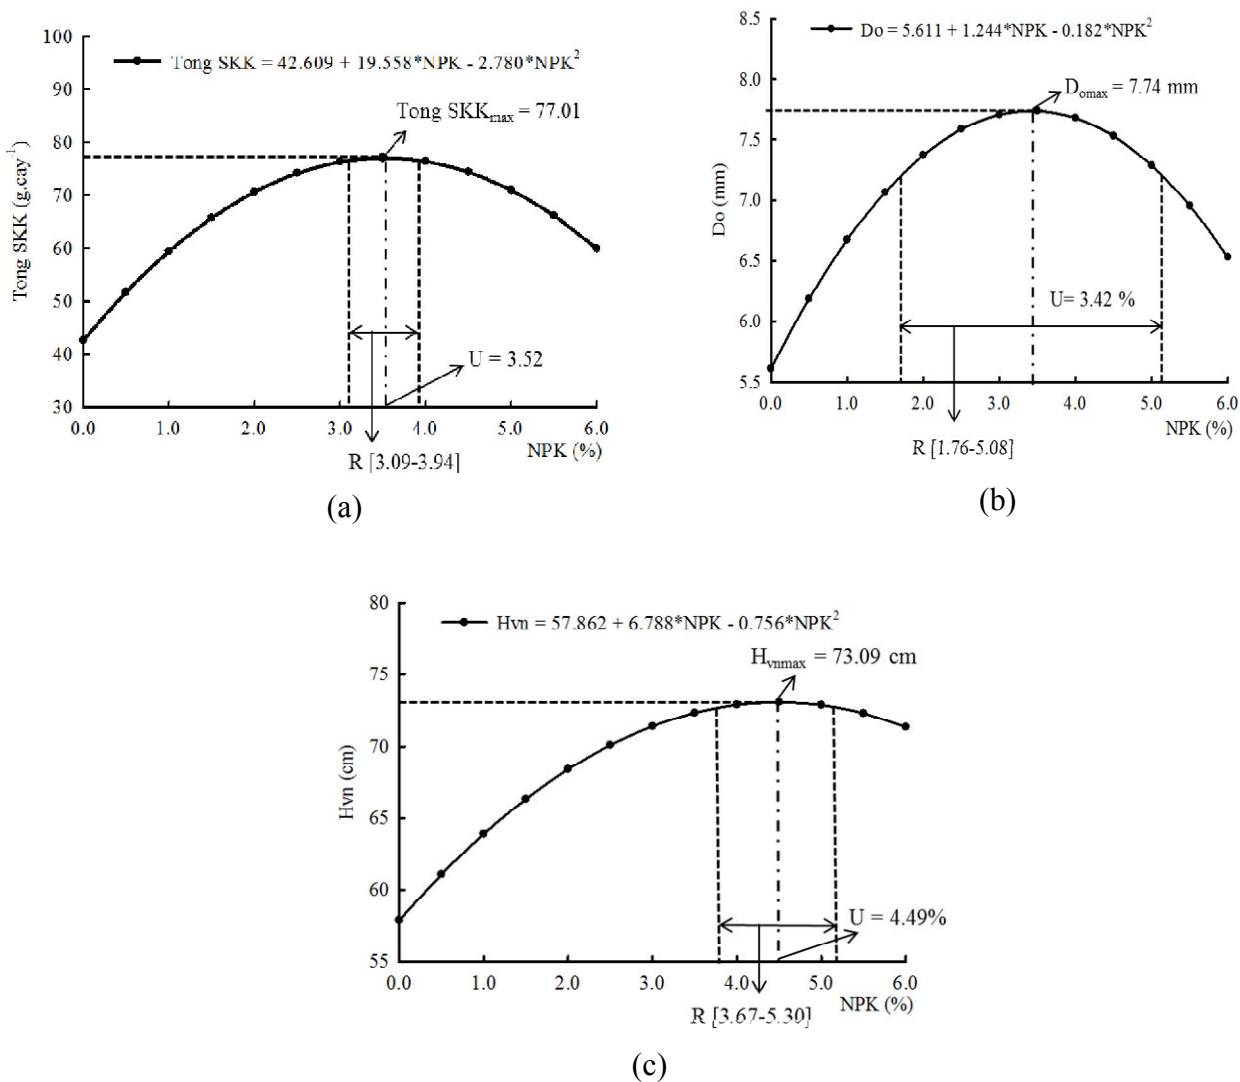 Tong SKK = 42.609 + 19.558*NPK - 2.780*NPK²
Tong SKKmax = 77.01
Tong SKK (g.cay⁻¹)
100
90
80
70
60
50
40
30
U = 3.52
0.0 1.0 2.0 3.0 4.0 5.0 6.0
NPK (%)
R [3.09-3.94]
(a)
Do = 5.611 + 1.244*NPK - 0.182*NPK²
Domax = 7.74 mm
Do (mm)
8.5
8.0
7.5
7.0
6.5
6.0
5.5
U= 3.42 %
0.0 1.0 2.0 3.0 4.0 5.0 6.0
NPK (%)
R [1.76-5.08]
(b)
Hvn = 57.862 + 6.788*NPK - 0.756*NPK²
Hvnmax = 73.09 cm
Hvn (cm)
80
75
70
65
60
55
U = 4.49%
0.0 1.0 2.0 3.0 4.0 5.0 6.0
NPK (%)
R [3.67-5.30]
(c)